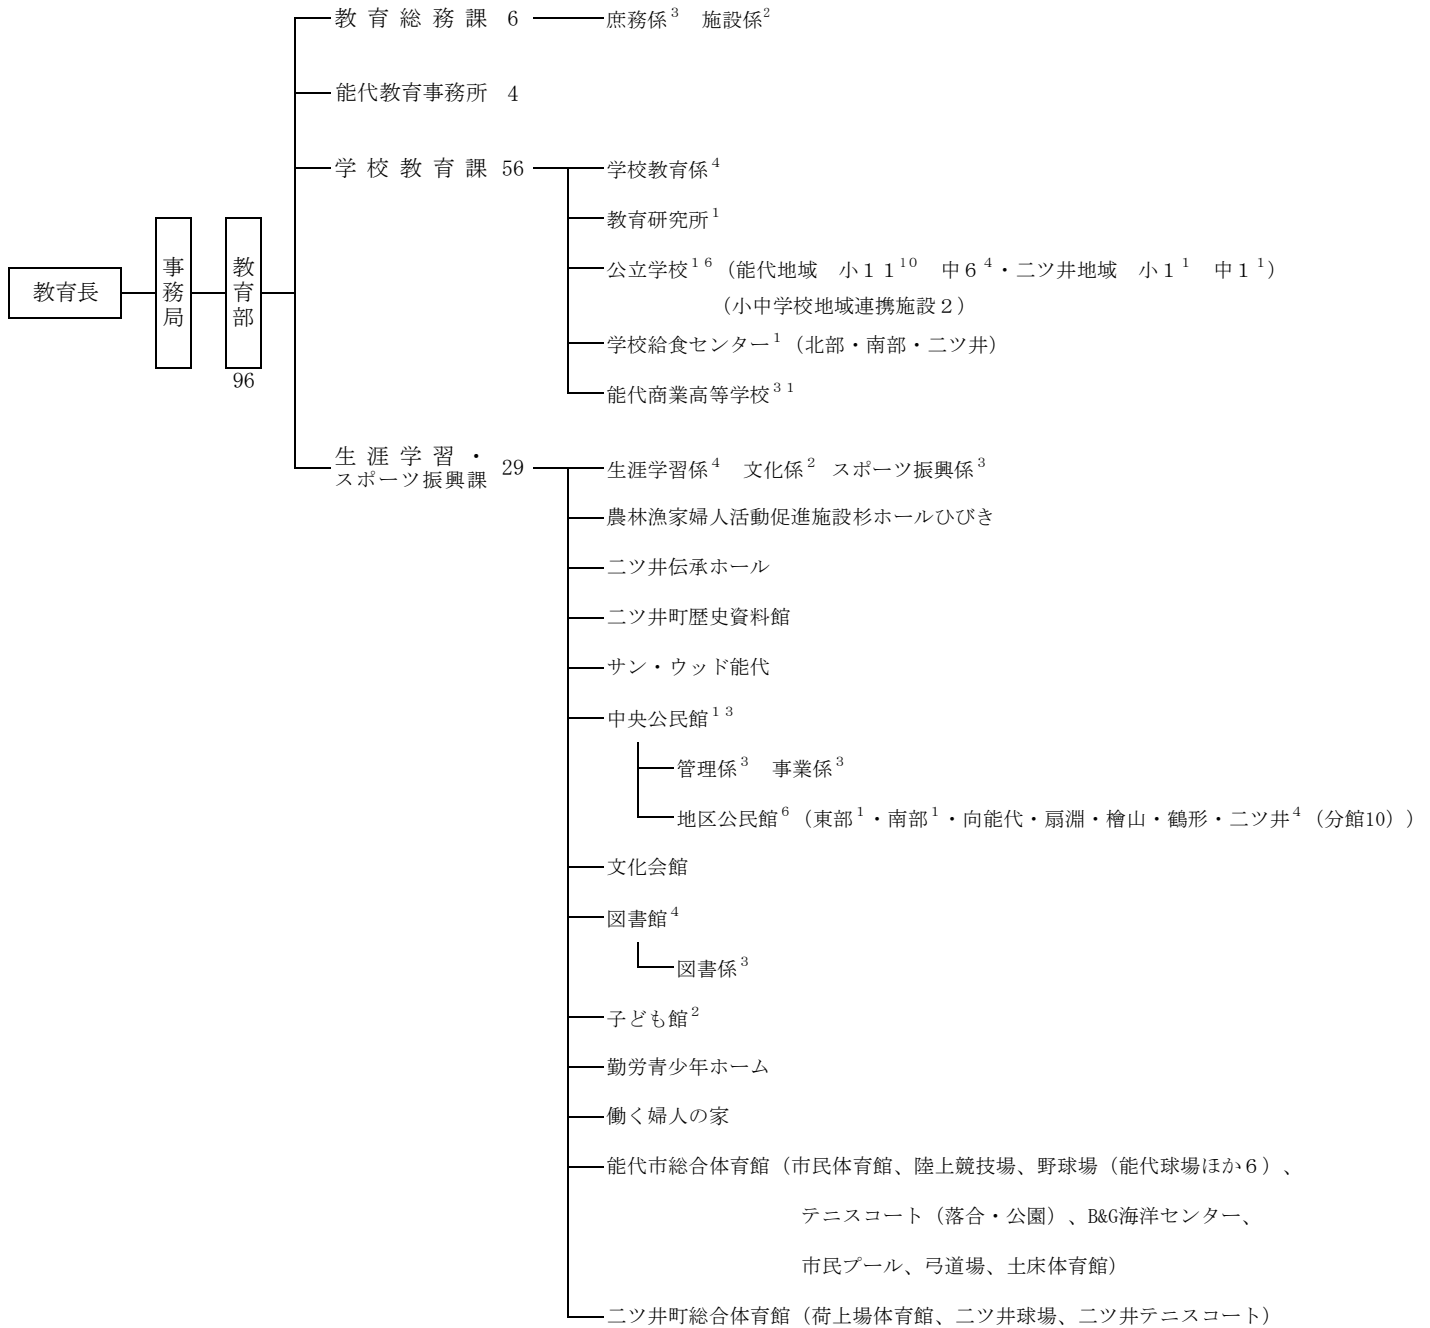 教育総務課 6 庶務係3 施設係2
能代教育事務所 4
学校教育課 56 学校教育係4
教育研究所1
公立学校16（能代地域 小１１10 中６4・二ツ井地域 小１1 中１1）
（小中学校地域連携施設２）
学校給食センター1（北部・南部・二ツ井）
能代商業高等学校31
教育長
事務局
教育部
96
生涯学習・
スポーツ振興課 29 生涯学習係4 文化係2 スポーツ振興係3
農林漁家婦人活動促進施設杉ホールひびき
二ツ井伝承ホール
二ツ井町歴史資料館
サン・ウッド能代
中央公民館13
管理係3 事業係3
地区公民館6（東部1・南部1・向能代・扇淵・檜山・鶴形・二ツ井4（分館10））
文化会館
図書館4
図書係3
子ども館2
勤労青少年ホーム
働く婦人の家
能代市総合体育館（市民体育館、陸上競技場、野球場（能代球場ほか６）、
テニスコート（落合・公園）、B&G海洋センター、
市民プール、弓道場、土床体育館）
二ツ井町総合体育館（荷上場体育館、二ツ井球場、二ツ井テニスコート）